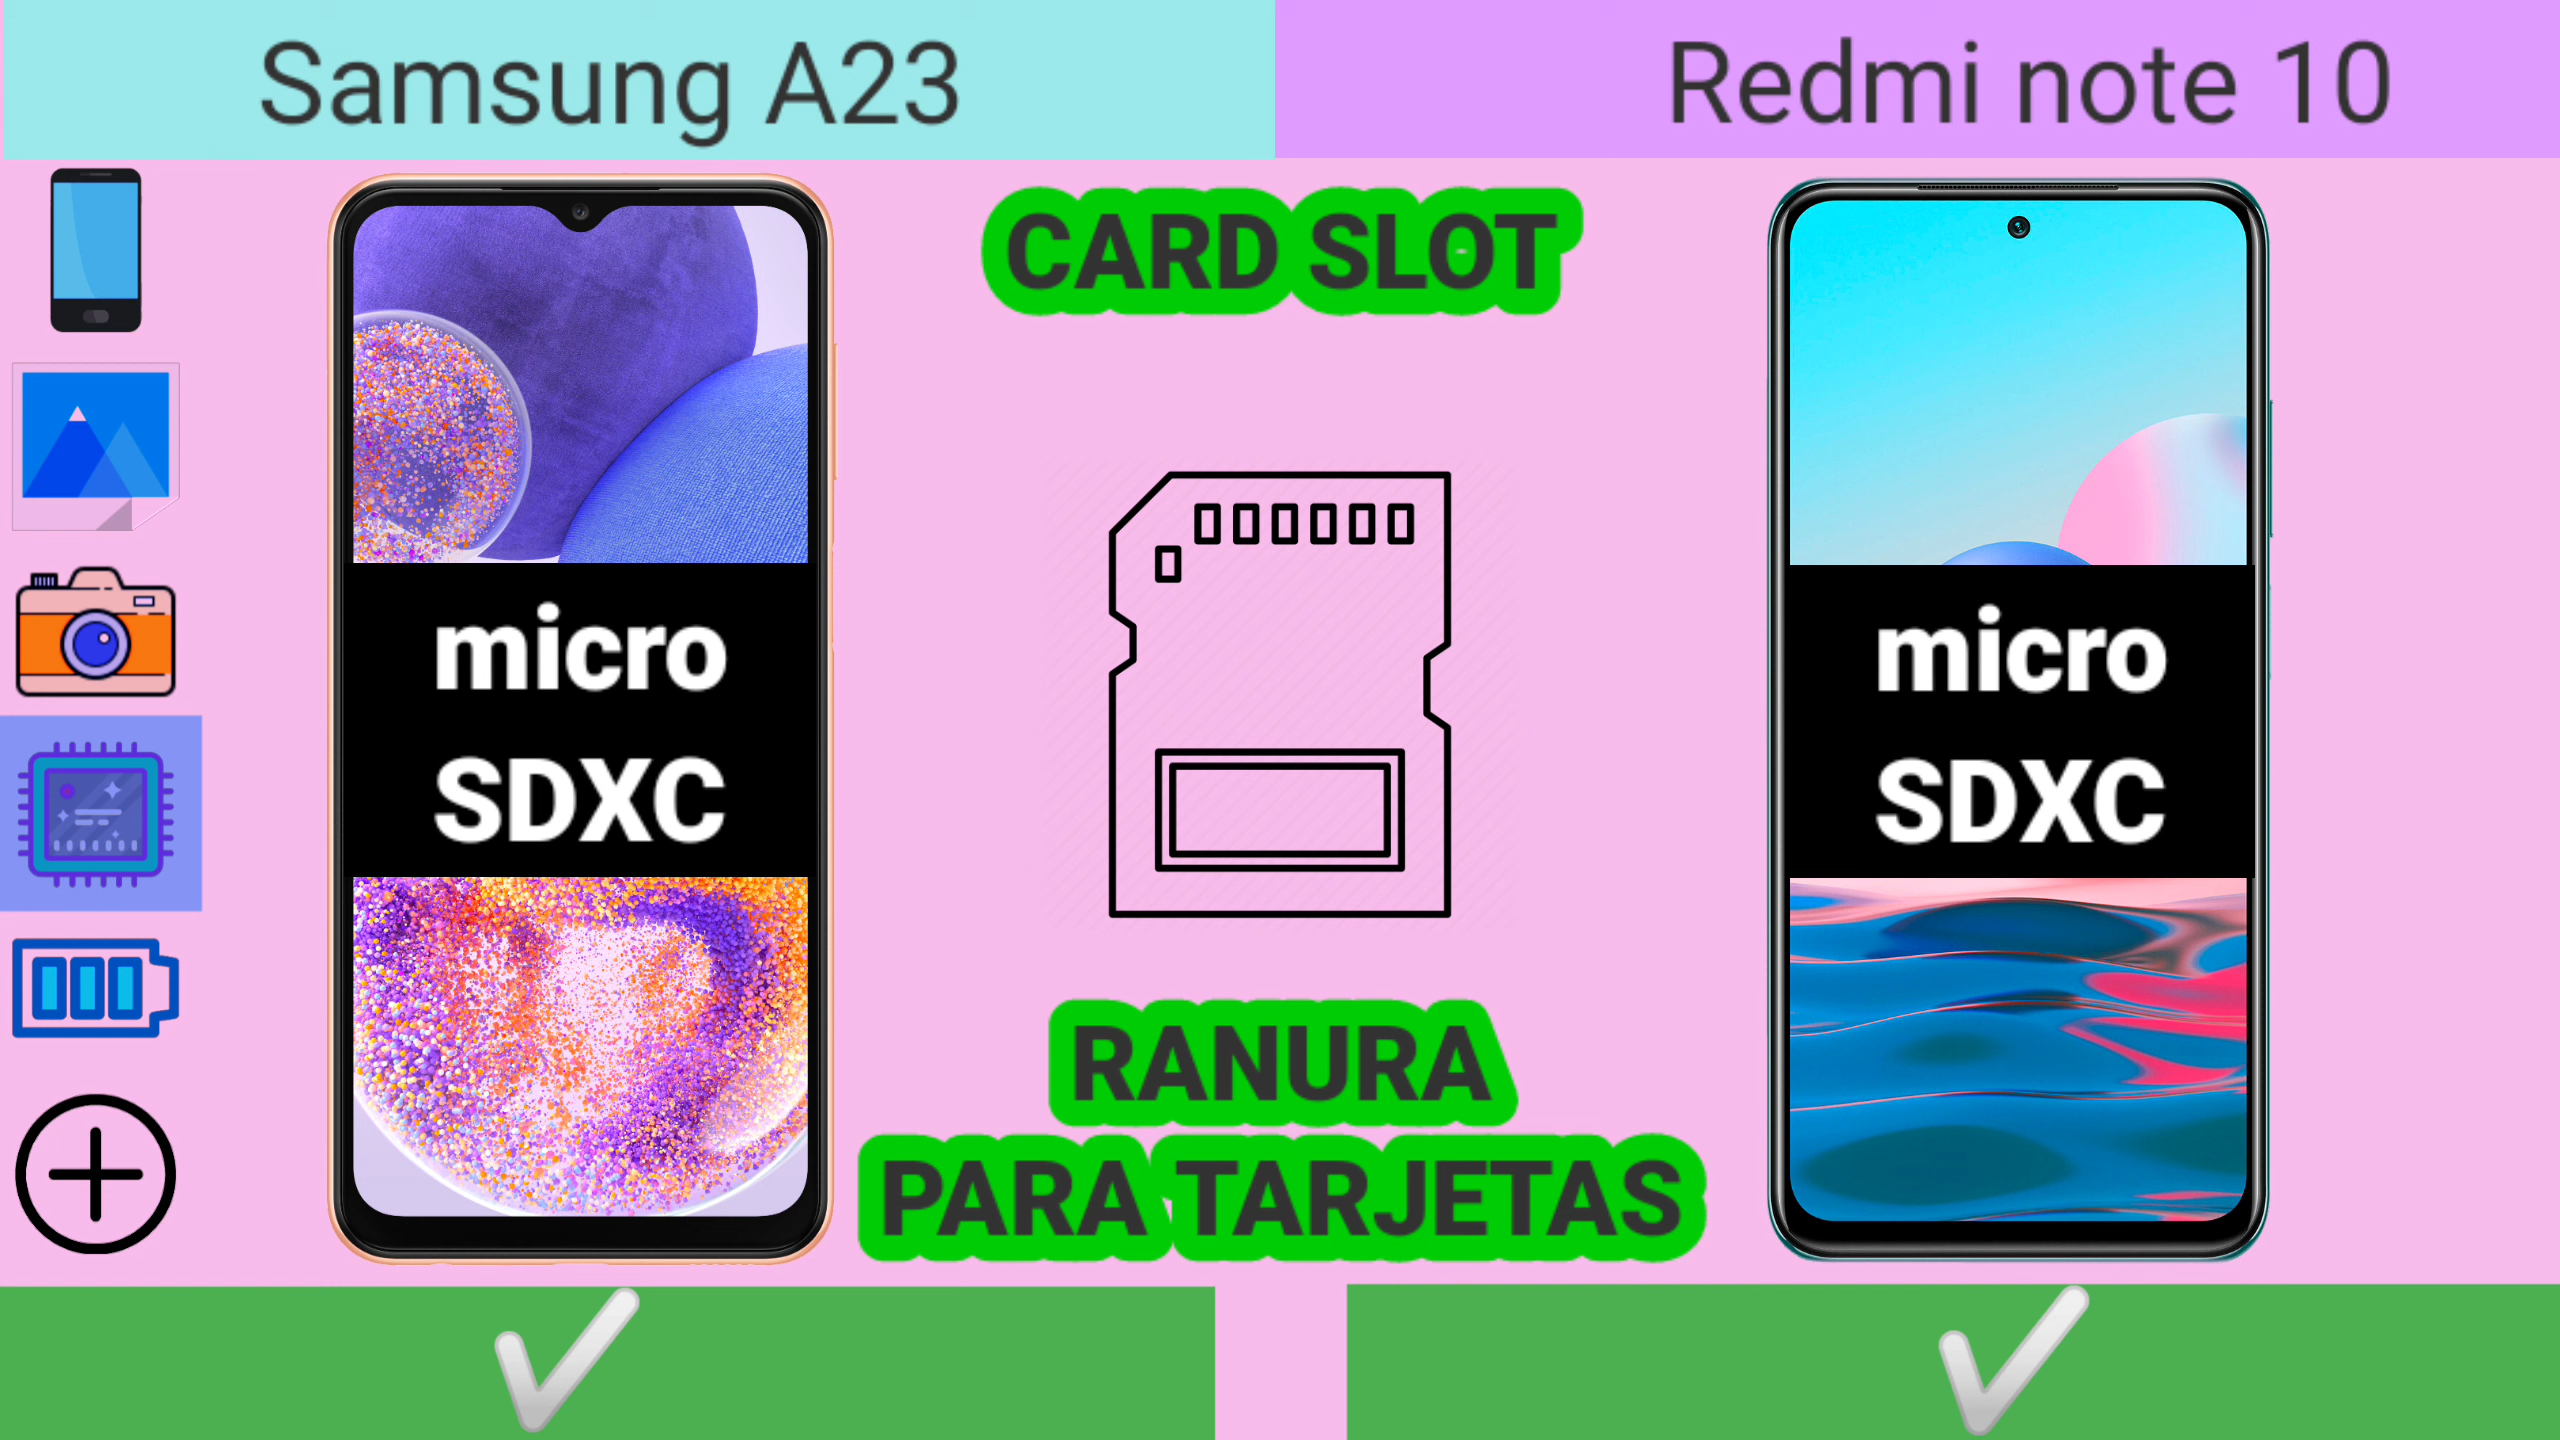 Samsung A23
Redmi note 10
CARD SLOT
micro
SDXC
micro
SDXC
RANURA
PARA TARJETAS